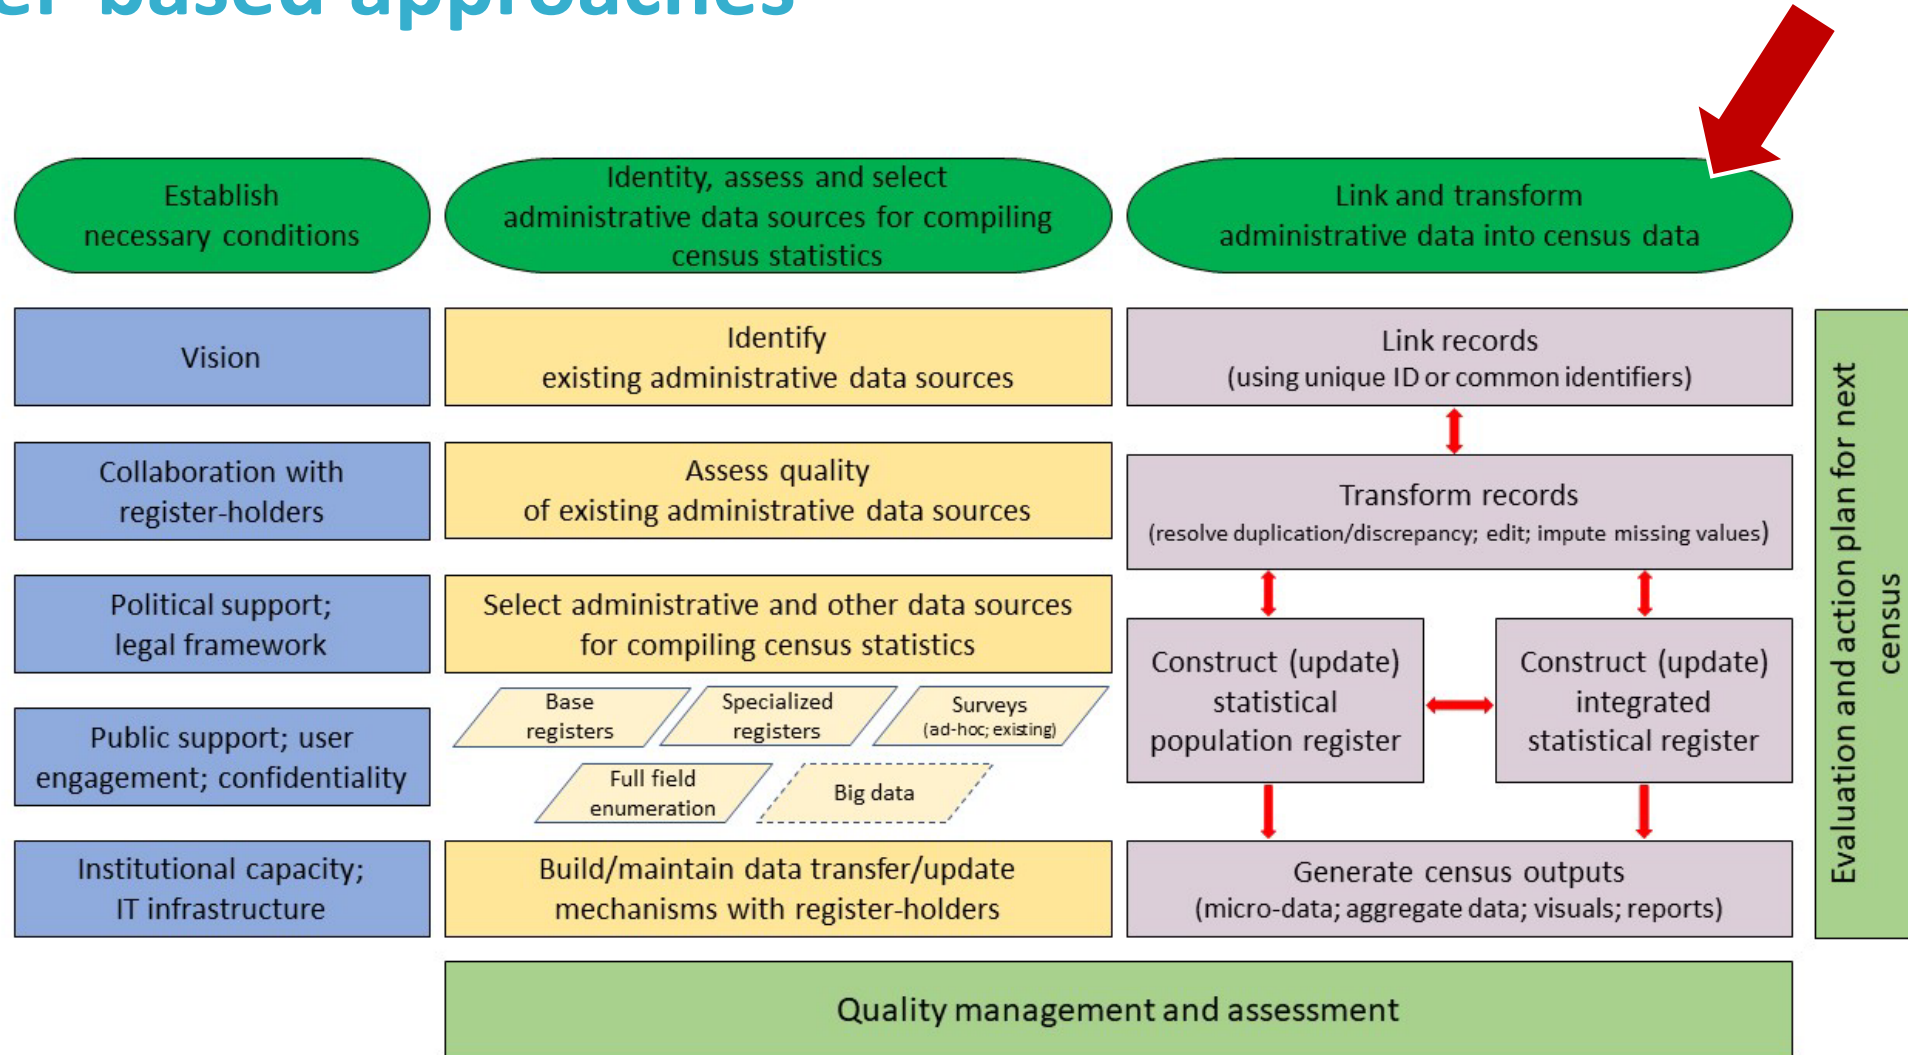 er-based approaches
Establish
necessary conditions
Identity, assess and select
administrative data sources for compiling
census statistics
Link and transform
administrative data into census data
Vision
Collaboration with
register-holders
Political support;
legal framework
Public support; user
engagement; confidentiality
Institutional capacity;
IT infrastructure
Identify
existing administrative data sources
Assess quality
of existing administrative data sources
Select administrative and other data sources
for compiling census statistics
Base
registers
Specialized
registers
Surveys
(ad-hoc; existing)
Full field
enumeration
Big data
Build/maintain data transfer/update
mechanisms with register-holders
Link records
(using unique ID or common identifiers)
Transform records
(resolve duplication/discrepancy; edit; impute missing values)
Construct (update)
statistical
population register
Construct (update)
integrated
statistical register
Generate census outputs
(micro-data; aggregate data; visuals; reports)
Evaluation and action plan for next
census
Quality management and assessment